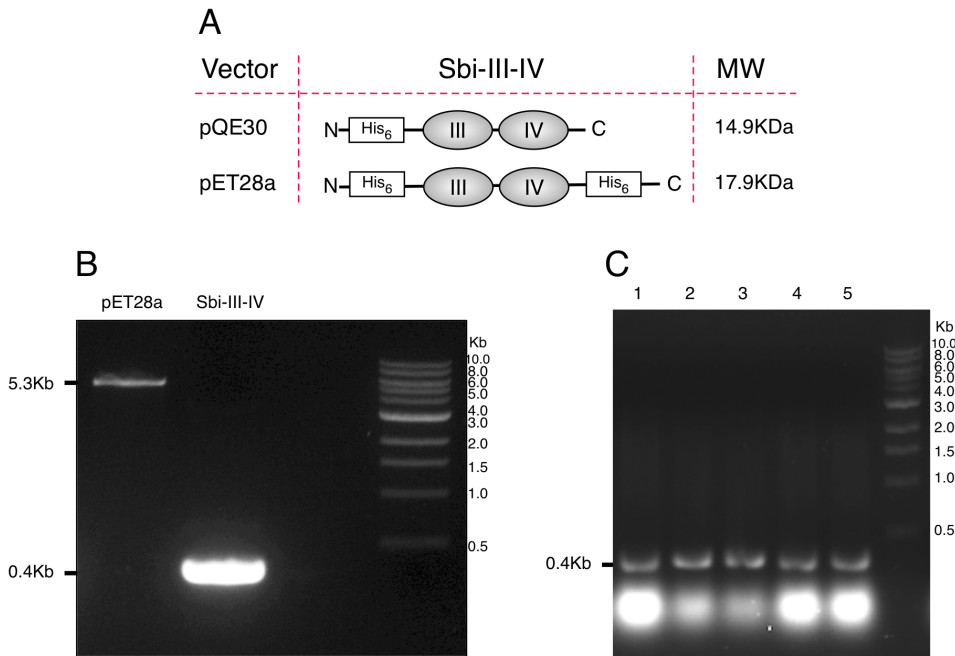 A
Vector Sbi-III-IV MW
pQE30 N His6 III IV C 14.9KDa
pET28a N His6 III IV His6 C 17.9KDa
B
pET28a Sbi-III-IV
Kb
10.0
8.0
6.0
5.0
4.0
3.0
2.0
1.5
1.0
0.5
5.3Kb
0.4Kb
C
1 2 3 4 5
Kb
10.0
8.0
6.0
5.0
4.0
3.0
2.0
1.5
1.0
0.5
0.4Kb